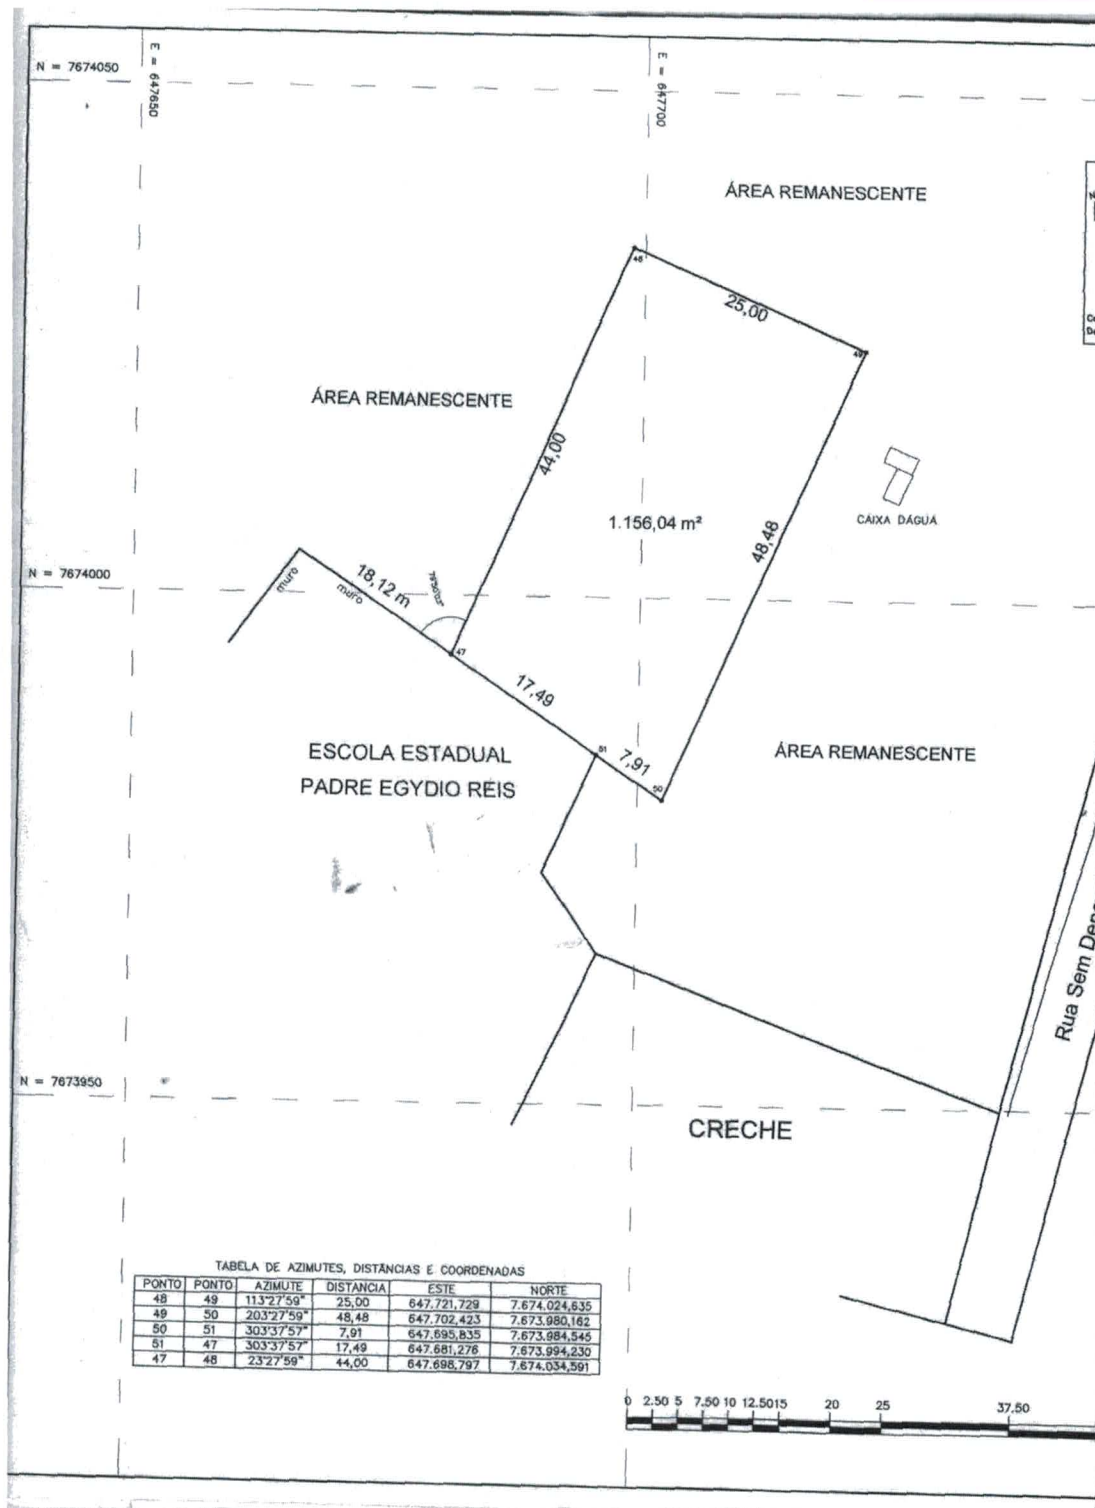 N = 7674050
E = 647650
E = 647700
ÁREA REMANESCENTE
48
25,00
49
ÁREA REMANESCENTE
44,00
1.156,04 m²
48,48
CAIXA DÁGUA
N = 7674000
muro
18,12 m
muro
47
17,49
51
7,91
50
ESCOLA ESTADUAL
PADRE EGYDIO REIS
ÁREA REMANESCENTE
Rua Sem
N = 7673950
CRECHE
TABELA DE AZIMUTES, DISTÂNCIAS E COORDENADAS
PONTO PONTO AZIMUTE DISTANCIA ESTE NORTE
48 49 113°27'59" 25,00 647.721,729 7.674.024,635
49 50 203°27'59" 48,48 647.702,423 7.673.980,162
50 51 303°37'57" 7,91 647.695,835 7.673.984,545
51 47 303°37'57" 17,49 647.681,276 7.673.994,230
47 48 23°27'59" 44,00 647.698,797 7.674.034,591
0 2.50 5 7.50 10 12.50 15 20 25 37.50